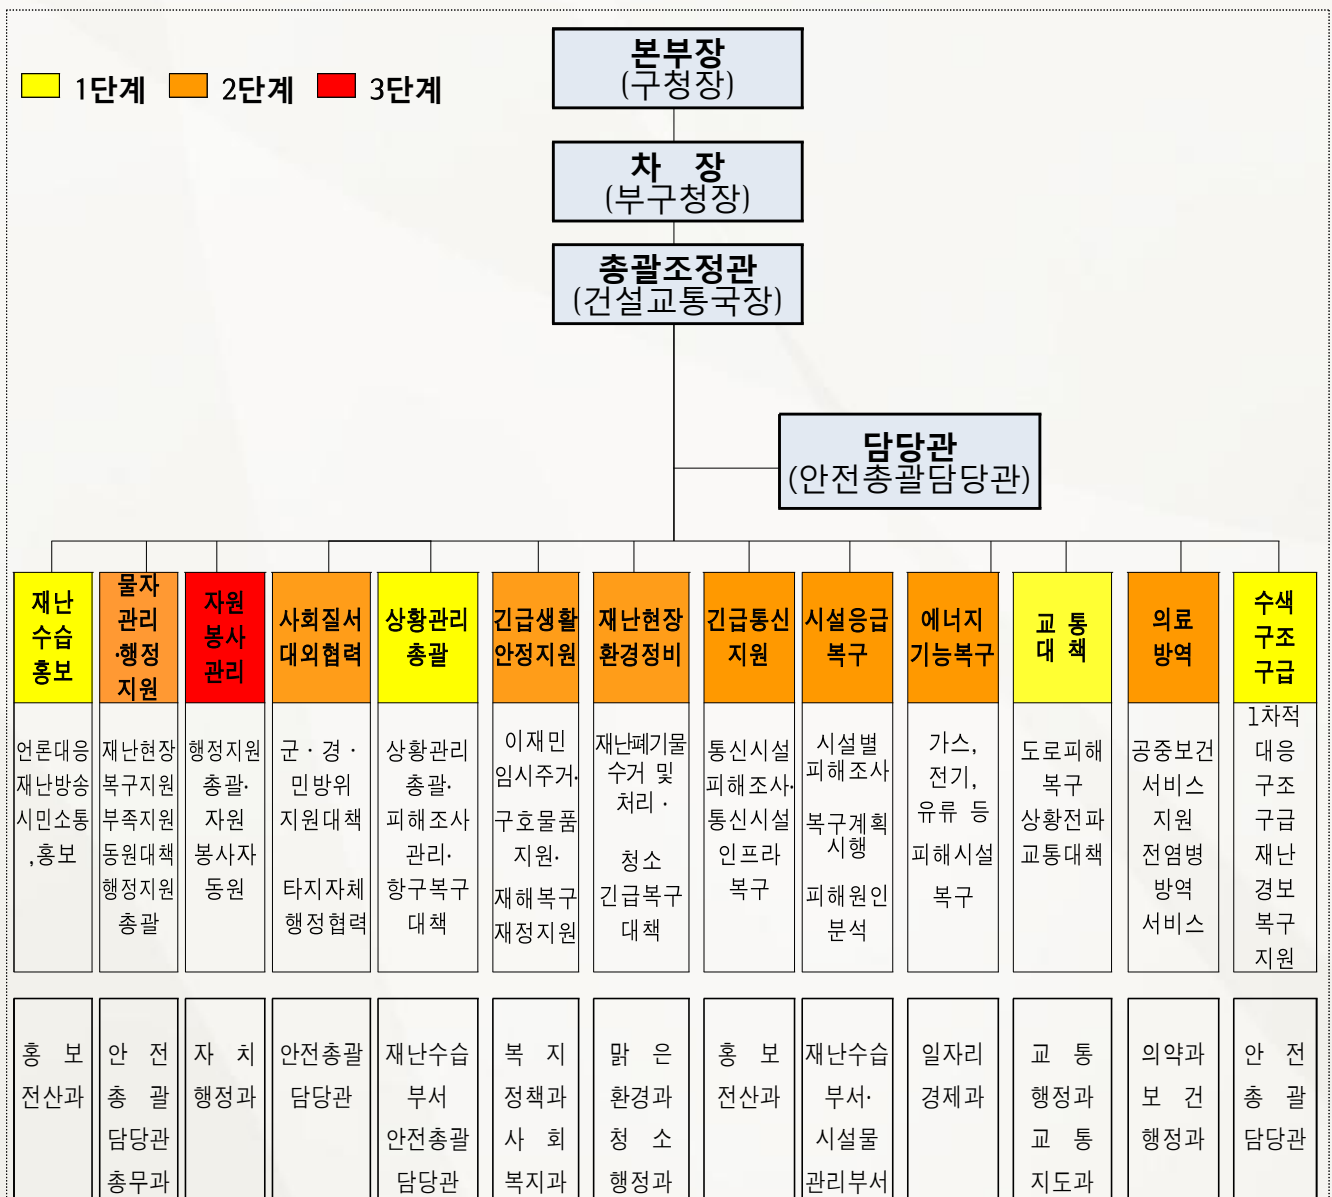 1단계 2단계 3단계
본부장
(구청장)
차 장
(부구청장)
총괄조정관
(건설교통국장)
담당관
(안전총괄담당관)
재난
수습
홍보
물자
관리
·행정
지원
자원
봉사
관리
사회질서
대외협력
상황관리
총괄
긴급생활
안정지원
재난현장
환경정비
긴급통신
지원
시설응급
복구
에너지
기능복구
교 통
대 책
의료
방역
수색
구조
구급
언론대응
재난방송
시민소통
,홍보
재난현장
복구지원
부족지원
동원대책
행정지원
총괄
행정지원
총괄·
자원
봉사자
동원
군 · 경 ·
민방위
지원대책
타지자체
행정협력
상황관리
총괄·
피해조사
관리·
항구복구
대책
이재민
임시주거·
구호물품
지원·
재해복구
재정지원
재난폐기물
수거 및
처리 ·
청소
긴급복구
대책
통신시설
피해조사·
통신시설
인프라
복구
시설별
피해조사
복구계획
시행
피해원인
분석
가스,
전기,
유류 등
피해시설
복구
도로피해
복구
상황전파
교통대책
공중보건
서비스
지원
전염병
방역
서비스
1차적
대응
구조
구급
재난
경보
복구
지원
홍 보
전산과
안 전
총 괄
담당관
총무과
자 치
행정과
안전총괄
담당관
재난수습
부서
안전총괄
담당관
복 지
정책과
사 회
복지과
맑 은
환경과
청 소
행정과
홍 보
전산과
재난수습
부서·
시설물
관리부서
일자리
경제과
교 통
행정과
교 통
지도과
의약과
보 건
행정과
안 전
총 괄
담당관